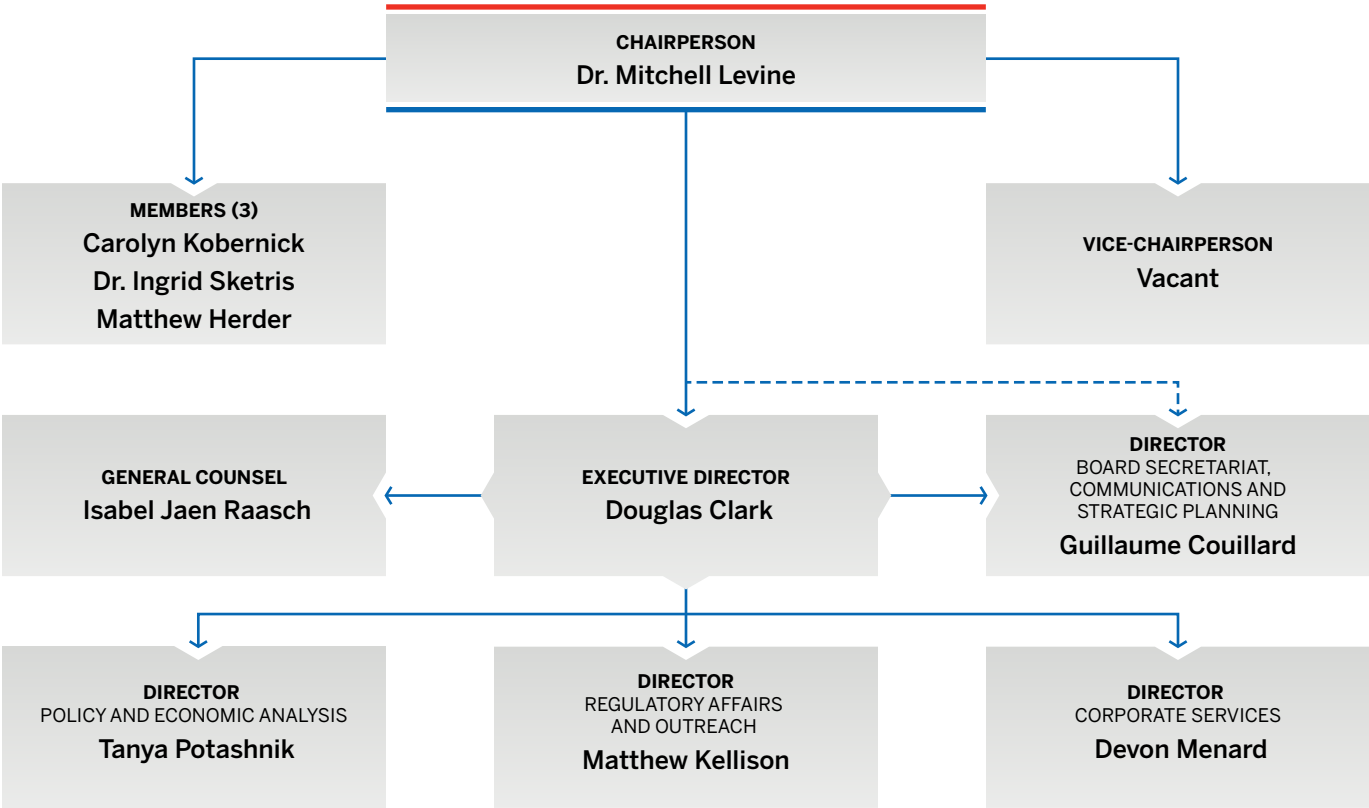 CHAIRPERSON
Dr. Mitchell Levine
MEMBERS (3)
Carolyn Kobernick
Dr. Ingrid Sketris
Matthew Herder
VICE-CHAIRPERSON
Vacant
GENERAL COUNSEL
Isabel Jaen Raasch
EXECUTIVE DIRECTOR
Douglas Clark
DIRECTOR
BOARD SECRETARIAT,
COMMUNICATIONS AND
STRATEGIC PLANNING
Guillaume Couillard
DIRECTOR
POLICY AND ECONOMIC ANALYSIS
Tanya Potashnik
DIRECTOR
REGULATORY AFFAIRS
AND OUTREACH
Matthew Kellison
DIRECTOR
CORPORATE SERVICES
Devon Menard